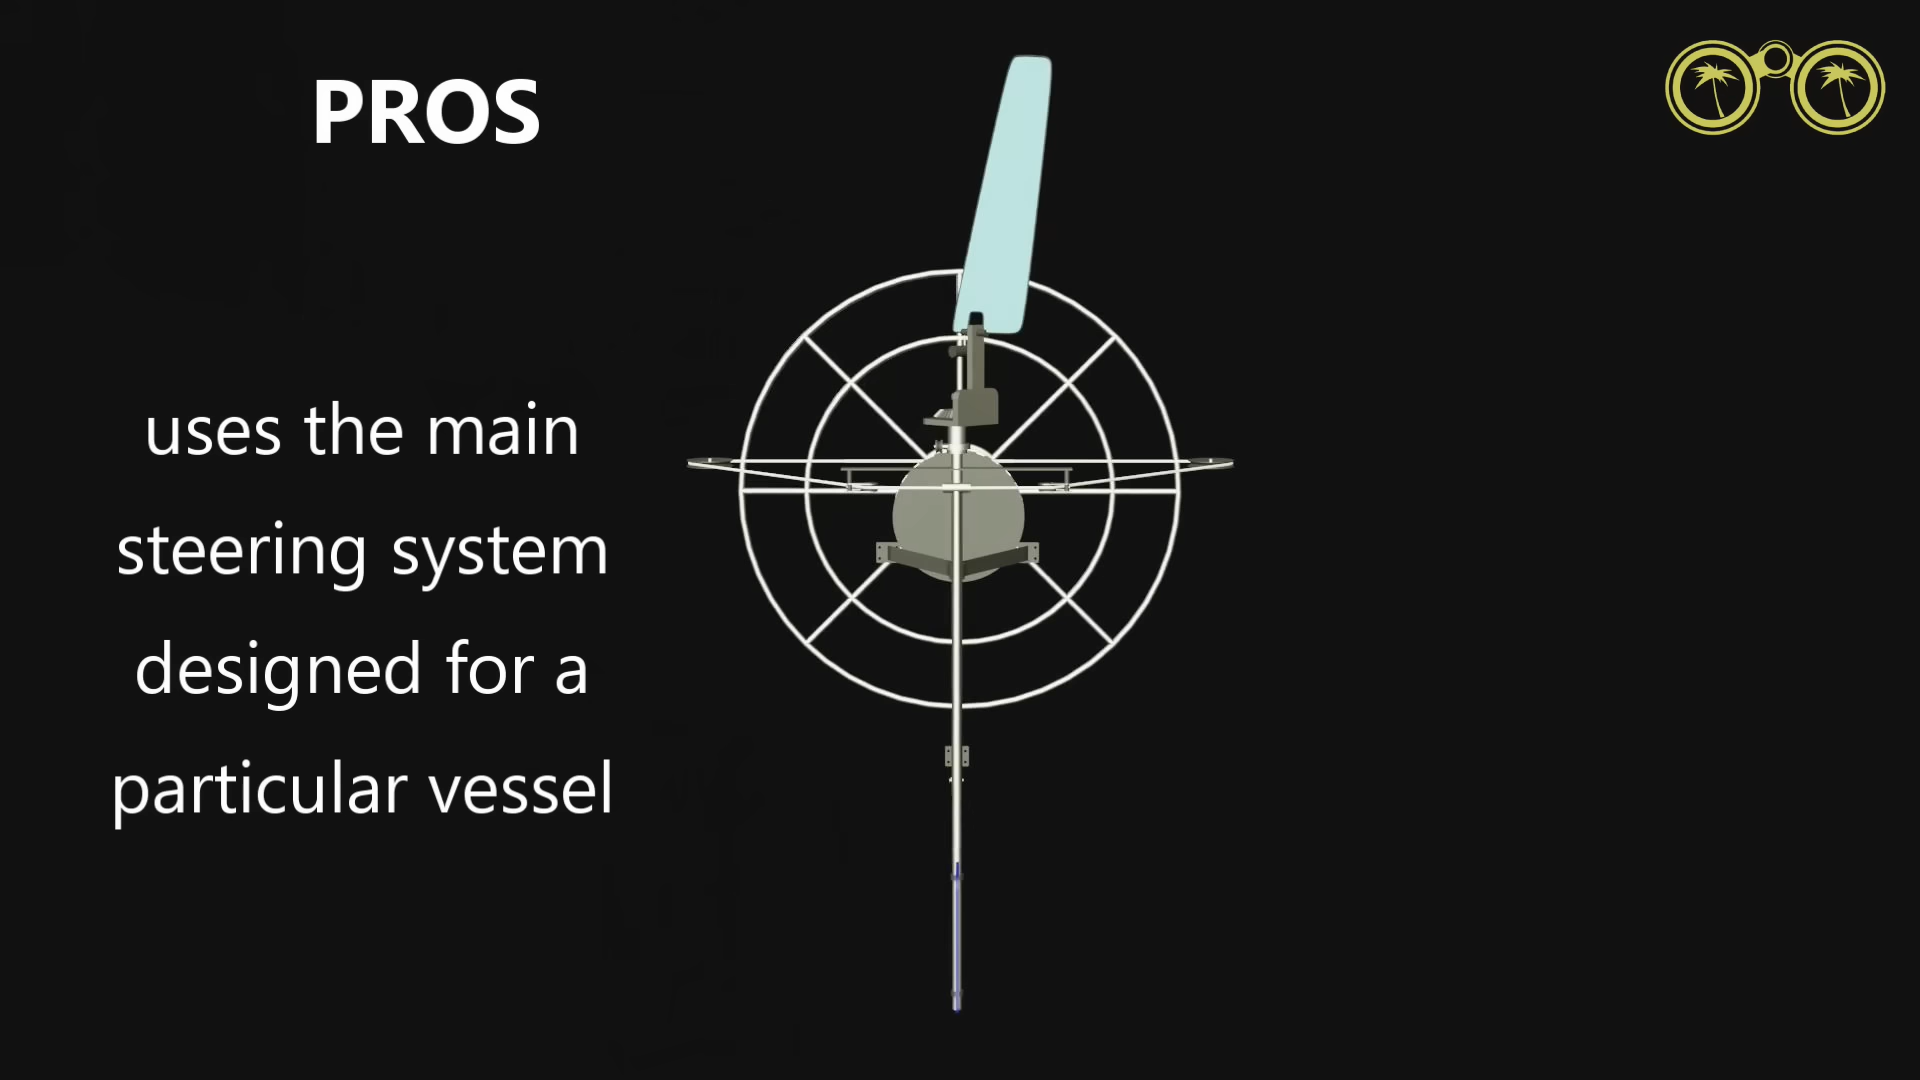 PROS
uses the main
steering system
designed for a
particular vessel